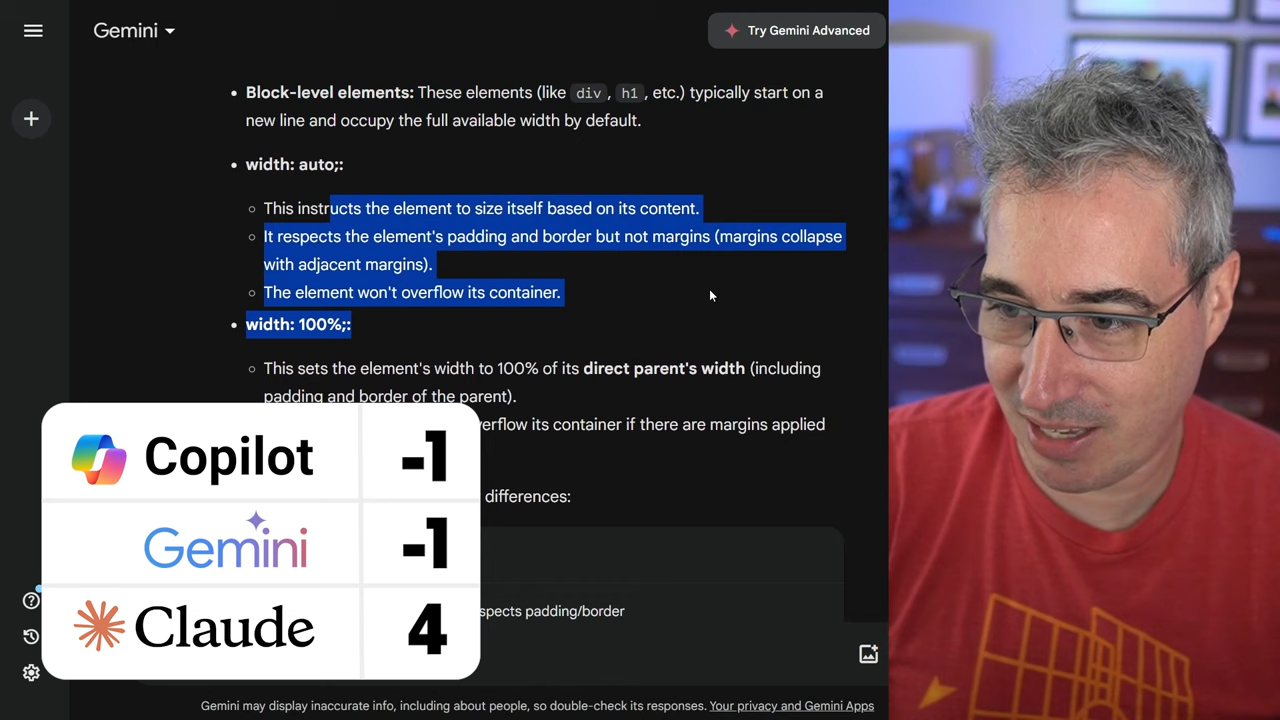 Gemini
Try Gemini Advanced
Block-level elements: These elements (like div, h1, etc.) typically start on a
new line and occupy the full available width by default.
width: auto;:
This instructs the element to size itself based on its content.
It respects the element's padding and border but not margins (margins collapse
with adjacent margins).
The element won't overflow its container.
width: 100%;:
This sets the element's width to 100% of its direct parent's width (including
padding and border of the parent).
erflow its container if there are margins applied
differences:
spects padding/border
Copilot -1
Gemini -1
Claude 4
Gemini may display inaccurate info, including about people, so double-check its responses. Your privacy and Gemini Apps